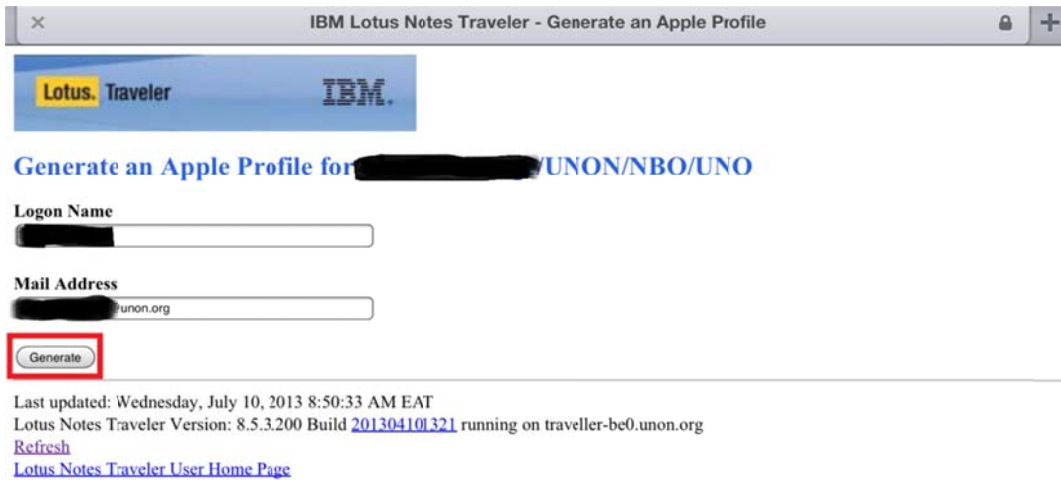 IBM Lotus Notes Traveler - Generate an Apple Profile
Lotus. Traveler IBM.
Generate an Apple Profile for /UNON/NBO/UNO
Logon Name
Mail Address
@unon.org
Generate
Last updated: Wednesday, July 10, 2013 8:50:33 AM EAT
Lotus Notes Traveler Version: 8.5.3.200 Build 201304101321 running on traveller-be0.unon.org
Refresh
Lotus Notes Traveler User Home Page